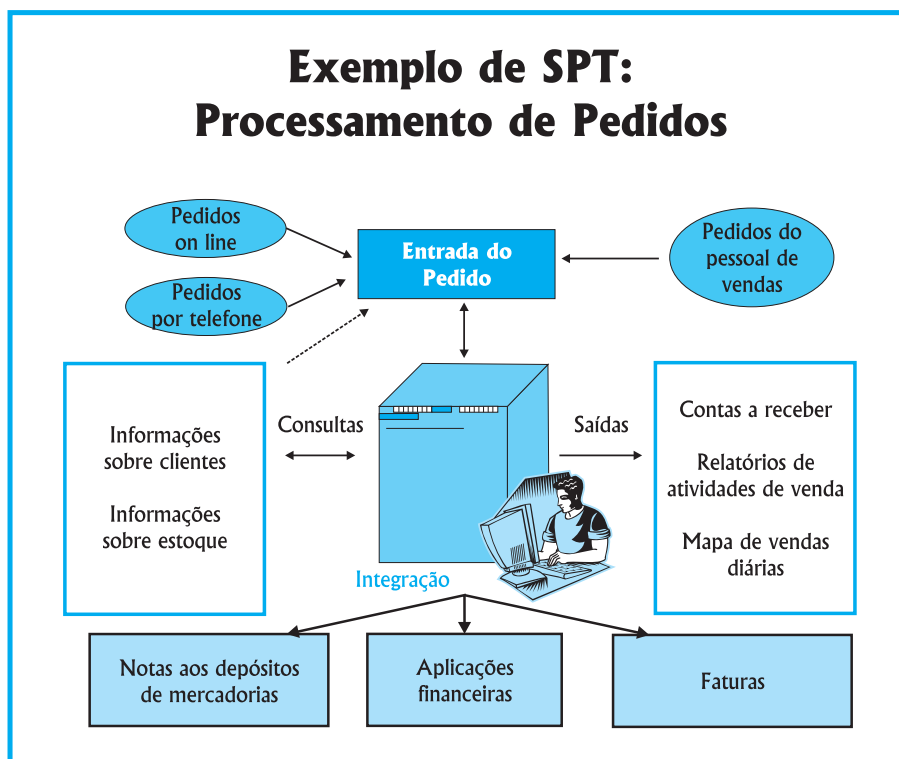 Exemplo de SPT:
Processamento de Pedidos
Pedidos
on line
Entrada do
Pedido
Pedidos do
pessoal de
vendas
Pedidos
por telefone
Informações
sobre clientes
Informações
sobre estoque
Consultas
Saídas
Contas a receber
Relatórios de
atividades de venda
Mapa de vendas
diárias
Integração
Notas aos depósitos
de mercadorias
Aplicações
financeiras
Faturas